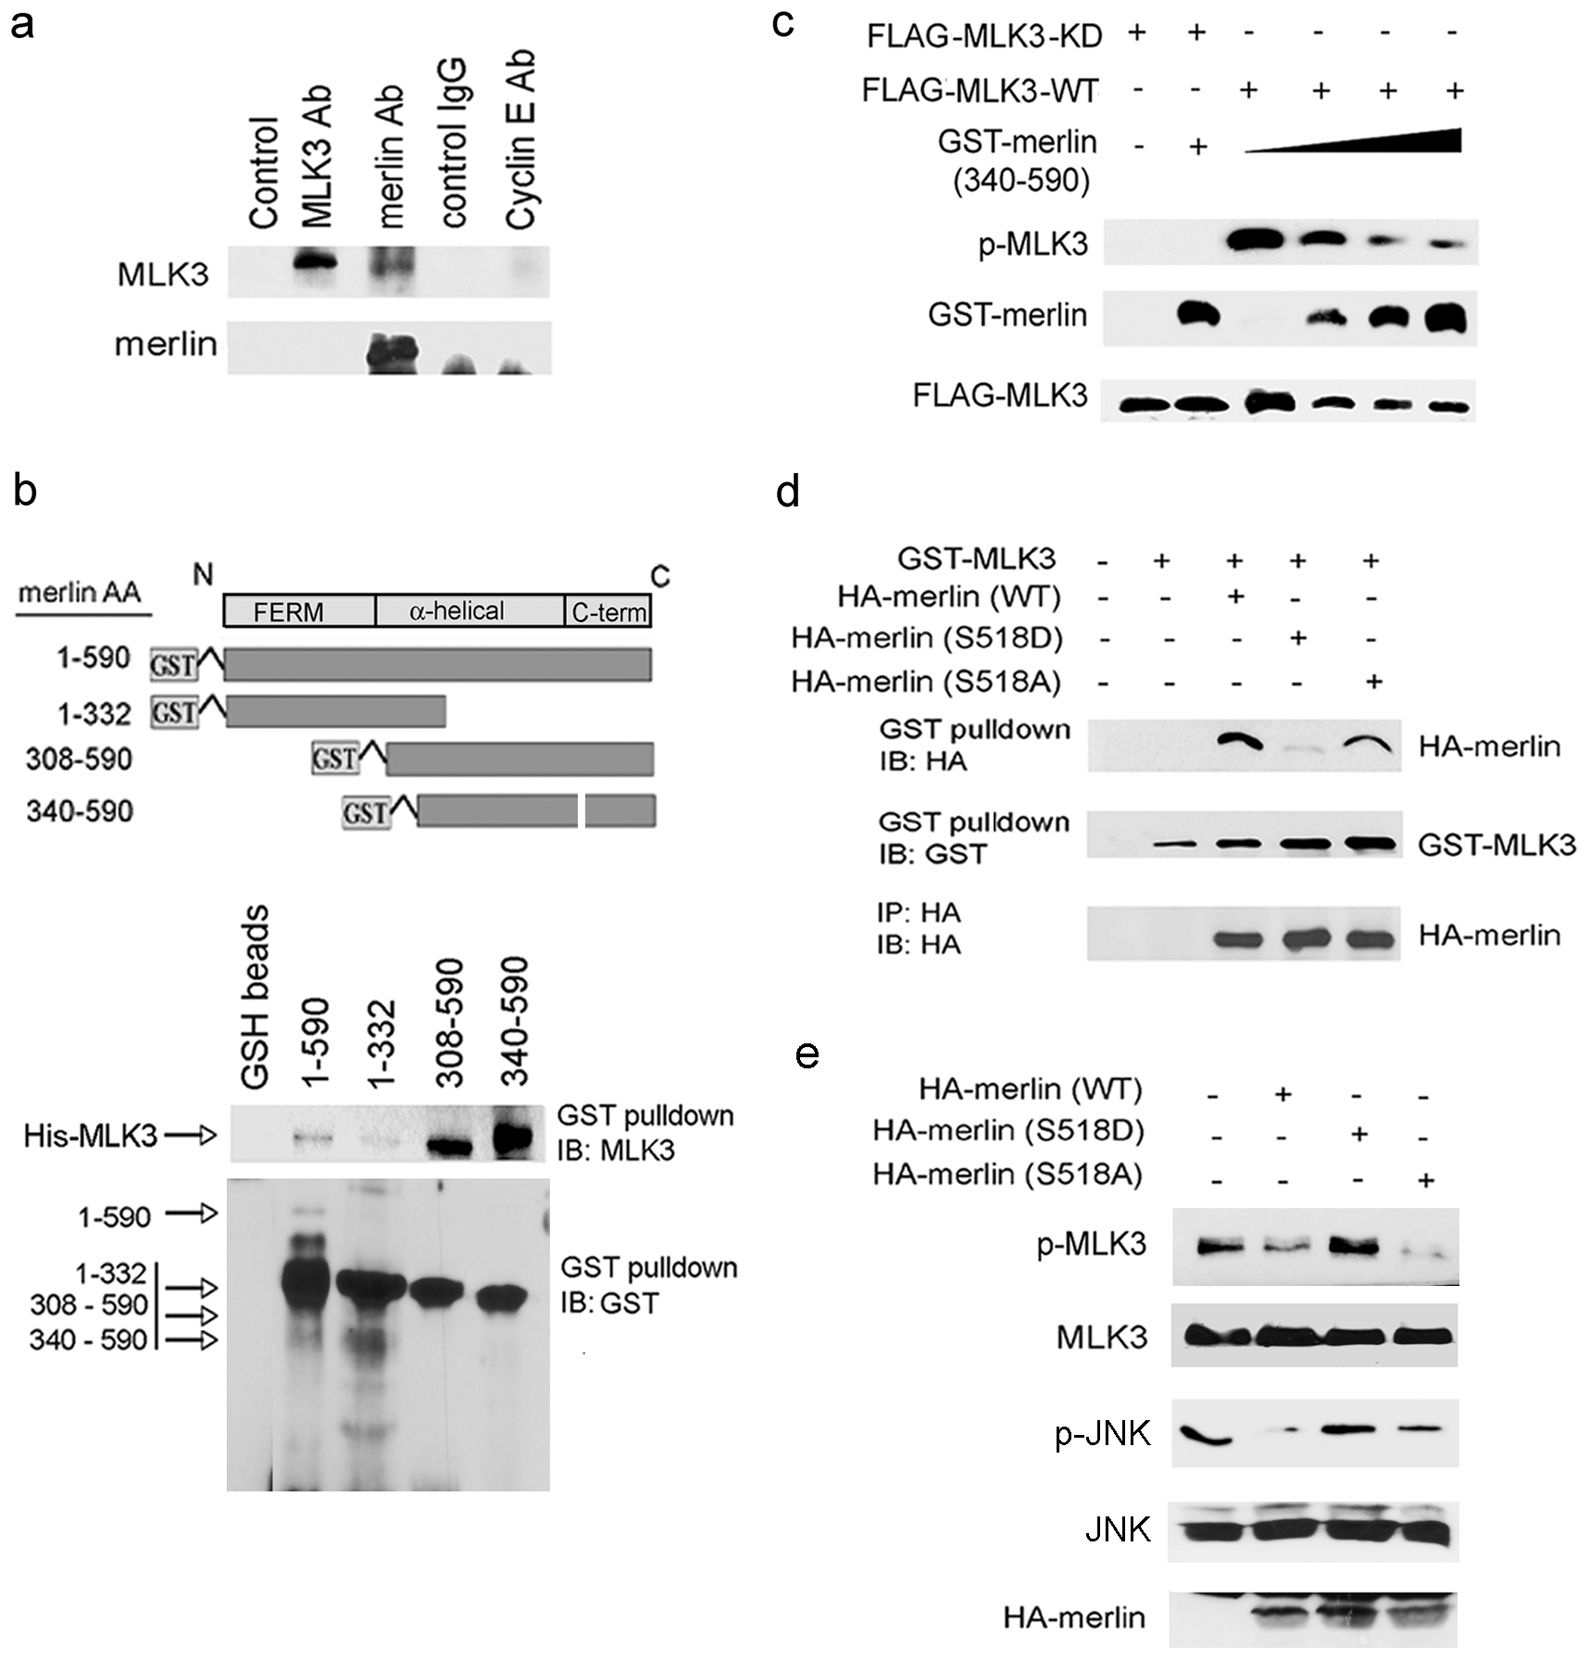 a
Control
MLK3 Ab
merlin Ab
control IgG
Cyclin E Ab
MLK3
merlin
b
merlin AA
N
C
FERM
α-helical
C-term
1-590
GST
1-332
GST
308-590
GST
340-590
GST
GSH beads
1-590
1-332
308-590
340-590
His-MLK3
GST pulldown
IB: MLK3
1-590
1-332
308 - 590
340 - 590
GST pulldown
IB: GST
c
FLAG-MLK3-KD + + - - - -
FLAG-MLK3-WT - - + + + +
GST-merlin - +
(340-590)
p-MLK3
GST-merlin
FLAG-MLK3
d
GST-MLK3 - + + + +
HA-merlin (WT) - - + - -
HA-merlin (S518D) - - - + -
HA-merlin (S518A) - - - - +
GST pulldown
IB: HA
HA-merlin
GST pulldown
IB: GST
GST-MLK3
IP: HA
IB: HA
HA-merlin
e
HA-merlin (WT) - + - -
HA-merlin (S518D) - - + -
HA-merlin (S518A) - - - +
p-MLK3
MLK3
p-JNK
JNK
HA-merlin